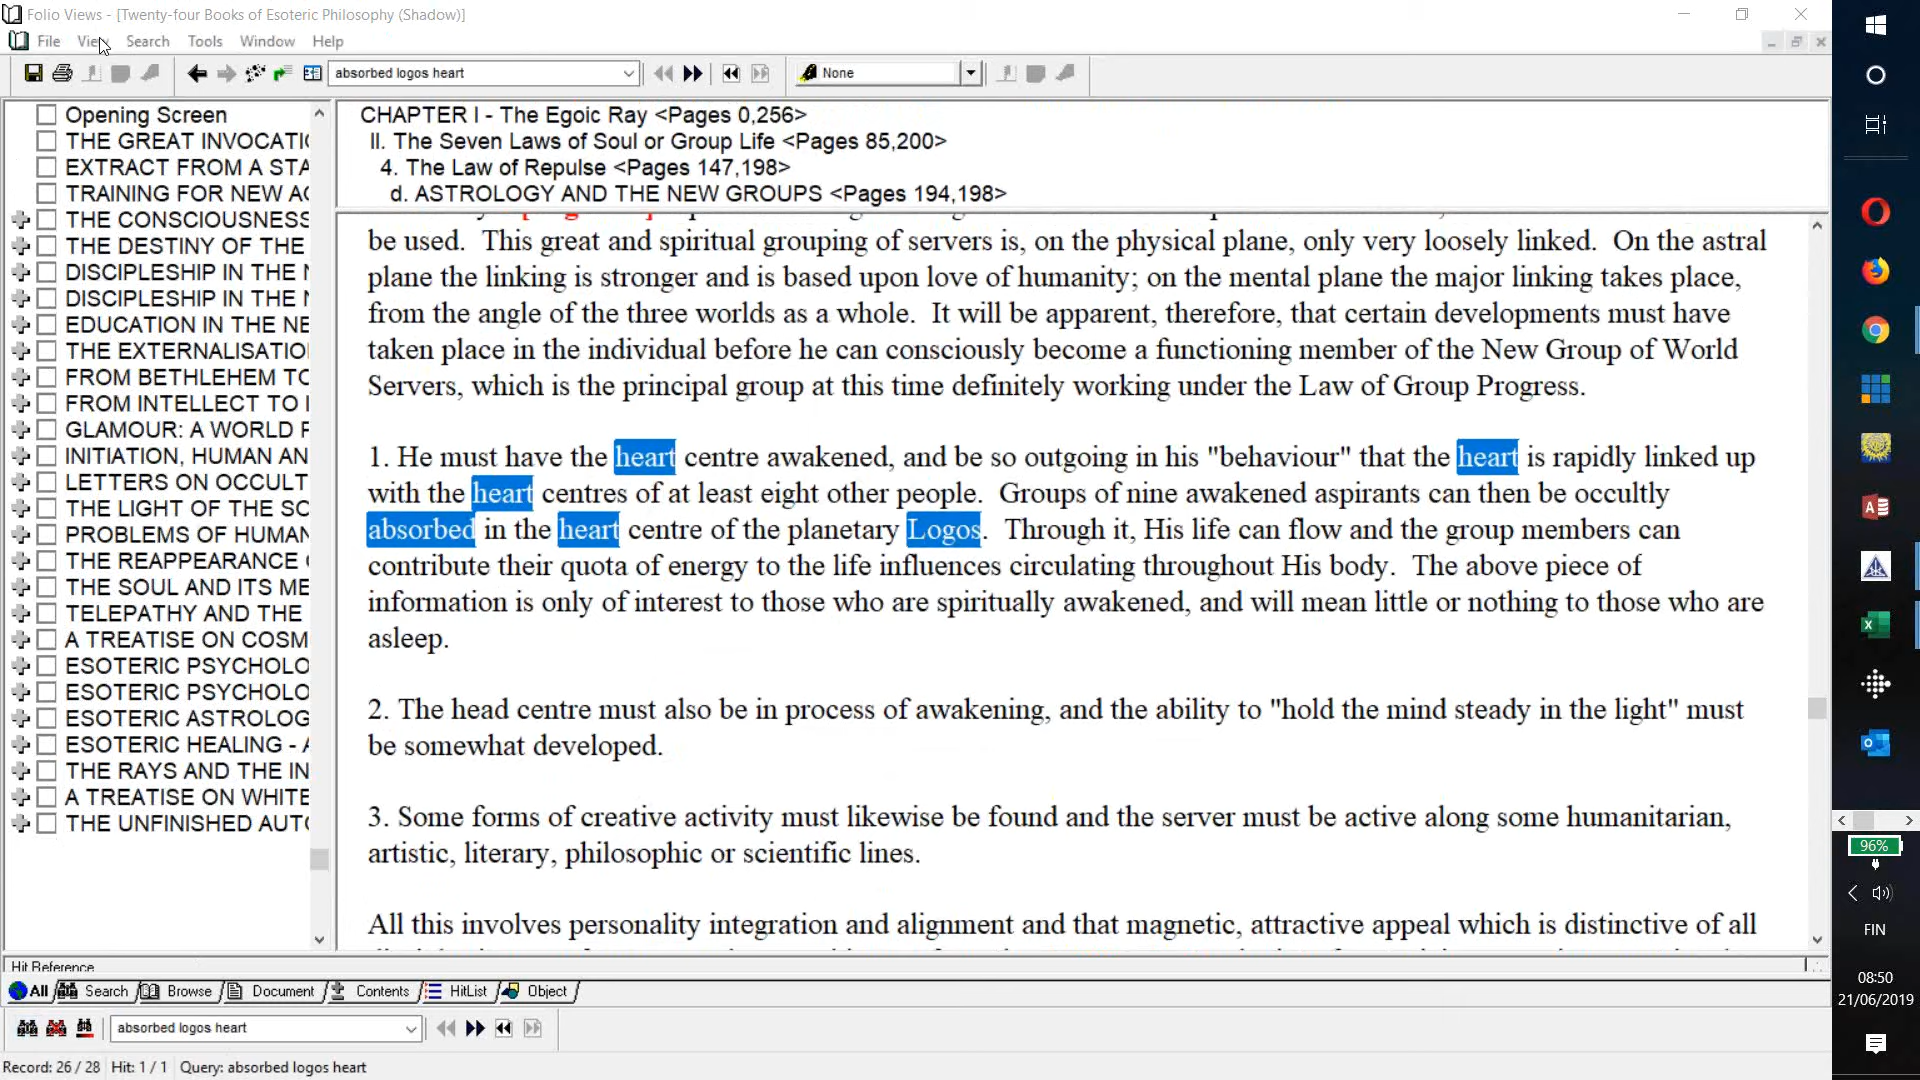 Folio Views - [Twenty-four Books of Esoteric Philosophy (Shadow)]
File View Search Tools Window Help
absorbed logos heart
None
Opening Screen
THE GREAT INVOCATI
EXTRACT FROM A STA
TRAINING FOR NEW A
THE CONSCIOUSNESS
THE DESTINY OF THE
DISCIPLESHIP IN THE
DISCIPLESHIP IN THE
EDUCATION IN THE NE
THE EXTERNALISATIO
FROM BETHLEHEM TO
FROM INTELLECT TO I
GLAMOUR: A WORLD P
INITIATION, HUMAN AN
LETTERS ON OCCULT
THE LIGHT OF THE SO
PROBLEMS OF HUMAN
THE REAPPEARANCE
THE SOUL AND ITS ME
TELEPATHY AND THE
A TREATISE ON COSM
ESOTERIC PSYCHOLO
ESOTERIC PSYCHOLO
ESOTERIC ASTROLOG
ESOTERIC HEALING - A
THE RAYS AND THE IN
A TREATISE ON WHITE
THE UNFINISHED AUTO
CHAPTER I - The Egoic Ray <Pages 0,256>
II. The Seven Laws of Soul or Group Life <Pages 85,200>
4. The Law of Repulse <Pages 147,198>
d. ASTROLOGY AND THE NEW GROUPS <Pages 194,198>
be used. This great and spiritual grouping of servers is, on the physical plane, only very loosely linked. On the astral
plane the linking is stronger and is based upon love of humanity; on the mental plane the major linking takes place,
from the angle of the three worlds as a whole. It will be apparent, therefore, that certain developments must have
taken place in the individual before he can consciously become a functioning member of the New Group of World
Servers, which is the principal group at this time definitely working under the Law of Group Progress.
1. He must have the heart centre awakened, and be so outgoing in his "behaviour" that the heart is rapidly linked up
with the heart centres of at least eight other people. Groups of nine awakened aspirants can then be occultly
absorbed in the heart centre of the planetary Logos. Through it, His life can flow and the group members can
contribute their quota of energy to the life influences circulating throughout His body. The above piece of
information is only of interest to those who are spiritually awakened, and will mean little or nothing to those who are
asleep.
2. The head centre must also be in process of awakening, and the ability to "hold the mind steady in the light" must
be somewhat developed.
3. Some forms of creative activity must likewise be found and the server must be active along some humanitarian,
artistic, literary, philosophic or scientific lines.
All this involves personality integration and alignment and that magnetic, attractive appeal which is distinctive of all
Hit Reference
All Search Browse Document Contents HitList Object
absorbed logos heart
Record: 26 / 28 Hit: 1 / 1 Query: absorbed logos heart
96%
FIN
08:50
21/06/2019